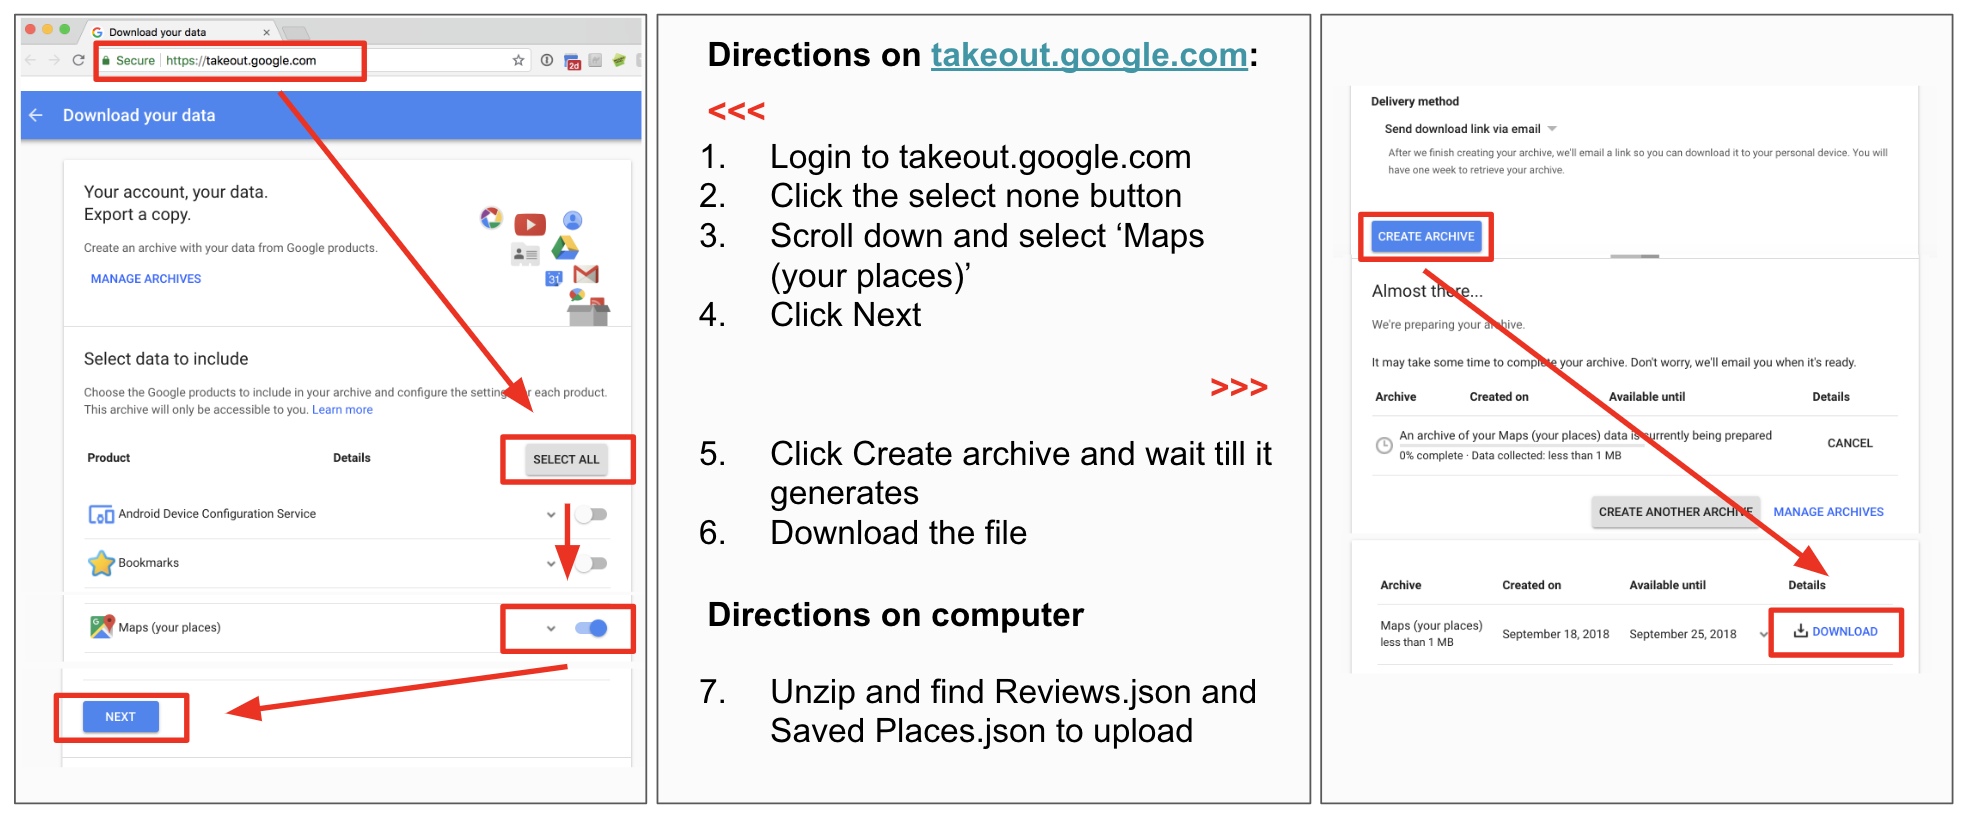 Download your data
Secure https://takeout.google.com
2d
Download your data
Your account, your data.
Export a copy.
Create an archive with your data from Google products.
MANAGE ARCHIVES
31
Select data to include
Choose the Google products to include in your archive and configure the setting each product.
This archive will only be accessible to you. Learn more
Product Details SELECT ALL
Android Device Configuration Service
Bookmarks
Maps (your places)
NEXT
Directions on takeout.google.com:
<<<
1. Login to takeout.google.com
2. Click the select none button
3. Scroll down and select ‘Maps
(your places)’
4. Click Next
>>>
5. Click Create archive and wait till it
generates
6. Download the file
Directions on computer
7. Unzip and find Reviews.json and
Saved Places.json to upload
Delivery method
Send download link via email
After we finish creating your archive, we'll email a link so you can download it to your personal device. You will
have one week to retrieve your archive.
CREATE ARCHIVE
Almost there...
We're preparing your archive.
It may take some time to complete your archive. Don't worry, we'll email you when it's ready.
Archive Created on Available until Details
An archive of your Maps (your places) data is currently being prepared
0% complete · Data collected: less than 1 MB
CANCEL
CREATE ANOTHER ARCHIVE MANAGE ARCHIVES
Archive Created on Available until Details
Maps (your places)
less than 1 MB
September 18, 2018 September 25, 2018 DOWNLOAD